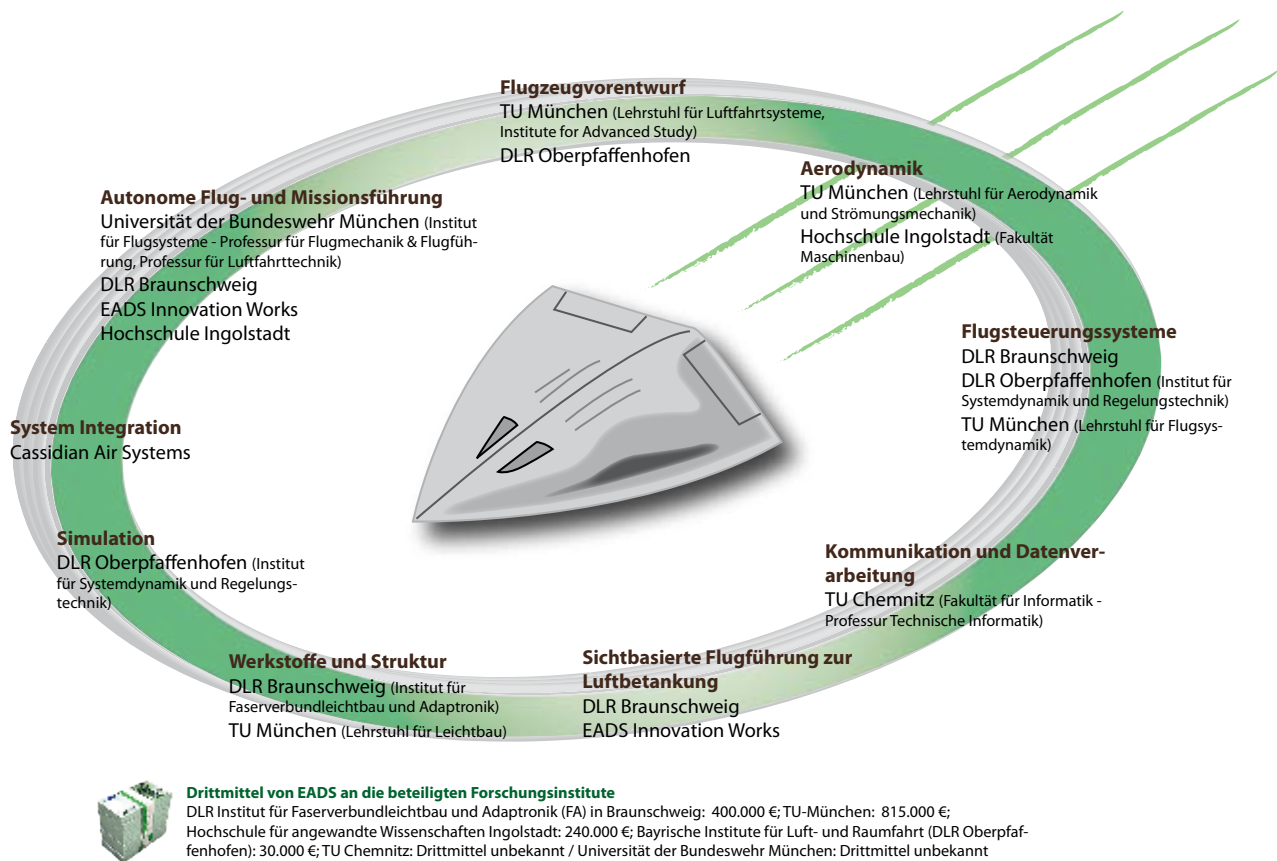 Flugzeugvorentwurf
TU München (Lehrstuhl für Luftfahrtsysteme,
Institute for Advanced Study)
DLR Oberpfaffenhofen
Aerodynamik
TU München (Lehrstuhl für Aerodynamik
und Strömungsmechanik)
Hochschule Ingolstadt (Fakultät
Maschinenbau)
Autonome Flug- und Missionsführung
Universität der Bundeswehr München (Institut
für Flugsysteme - Professur für Flugmechanik & Flugfüh-
rung, Professur für Luftfahrttechnik)
DLR Braunschweig
EADS Innovation Works
Hochschule Ingolstadt
Flugsteuerungssysteme
DLR Braunschweig
DLR Oberpfaffenhofen (Institut für
Systemdynamik und Regelungstechnik)
TU München (Lehrstuhl für Flugsys-
temdynamik)
System Integration
Cassidian Air Systems
Simulation
DLR Oberpfaffenhofen (Institut
für Systemdynamik und Regelungs-
technik)
Kommunikation und Datenver-
arbeitung
TU Chemnitz (Fakultät für Informatik -
Professur Technische Informatik)
Werkstoffe und Struktur
DLR Braunschweig (Institut für
Faserverbundleichtbau und Adaptronik)
TU München (Lehrstuhl für Leichtbau)
Sichtbasierte Flugführung zur
Luftbetankung
DLR Braunschweig
EADS Innovation Works
Drittmittel von EADS an die beteiligten Forschungsinstitute
DLR Institut für Faserverbundleichtbau und Adaptronik (FA) in Braunschweig: 400.000 €; TU-München: 815.000 €;
Hochschule für angewandte Wissenschaften Ingolstadt: 240.000 €; Bayrische Institute für Luft- und Raumfahrt (DLR Oberpfaf-
fenhofen): 30.000 €; TU Chemnitz: Drittmittel unbekannt / Universität der Bundeswehr München: Drittmittel unbekannt